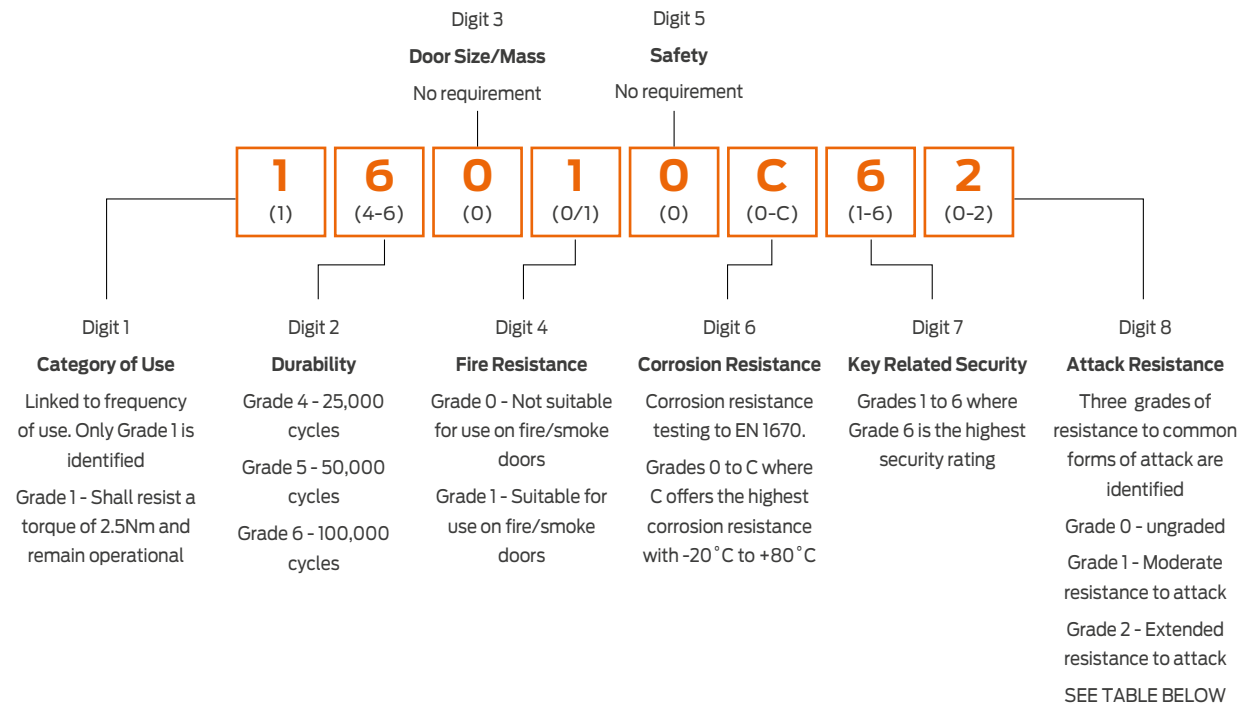 Digit 3
Door Size/Mass
No requirement
Digit 5
Safety
No requirement
1
(1)
6
(4-6)
0
(0)
1
(0/1)
0
(0)
C
(0-C)
6
(1-6)
2
(0-2)
Digit 1
Category of Use
Linked to frequency
of use. Only Grade 1 is
identified
Grade 1 - Shall resist a
torque of 2.5Nm and
remain operational
Digit 2
Durability
Grade 4 - 25,000
cycles
Grade 5 - 50,000
cycles
Grade 6 - 100,000
cycles
Digit 4
Fire Resistance
Grade 0 - Not suitable
for use on fire/smoke
doors
Grade 1 - Suitable for
use on fire/smoke
doors
Digit 6
Corrosion Resistance
Corrosion resistance
testing to EN 1670.
Grades 0 to C where
C offers the highest
corrosion resistance
with -20˚C to +80˚C
Digit 7
Key Related Security
Grades 1 to 6 where
Grade 6 is the highest
security rating
Digit 8
Attack Resistance
Three grades of
resistance to common
forms of attack are
identified
Grade 0 - ungraded
Grade 1 - Moderate
resistance to attack
Grade 2 - Extended
resistance to attack
SEE TABLE BELOW